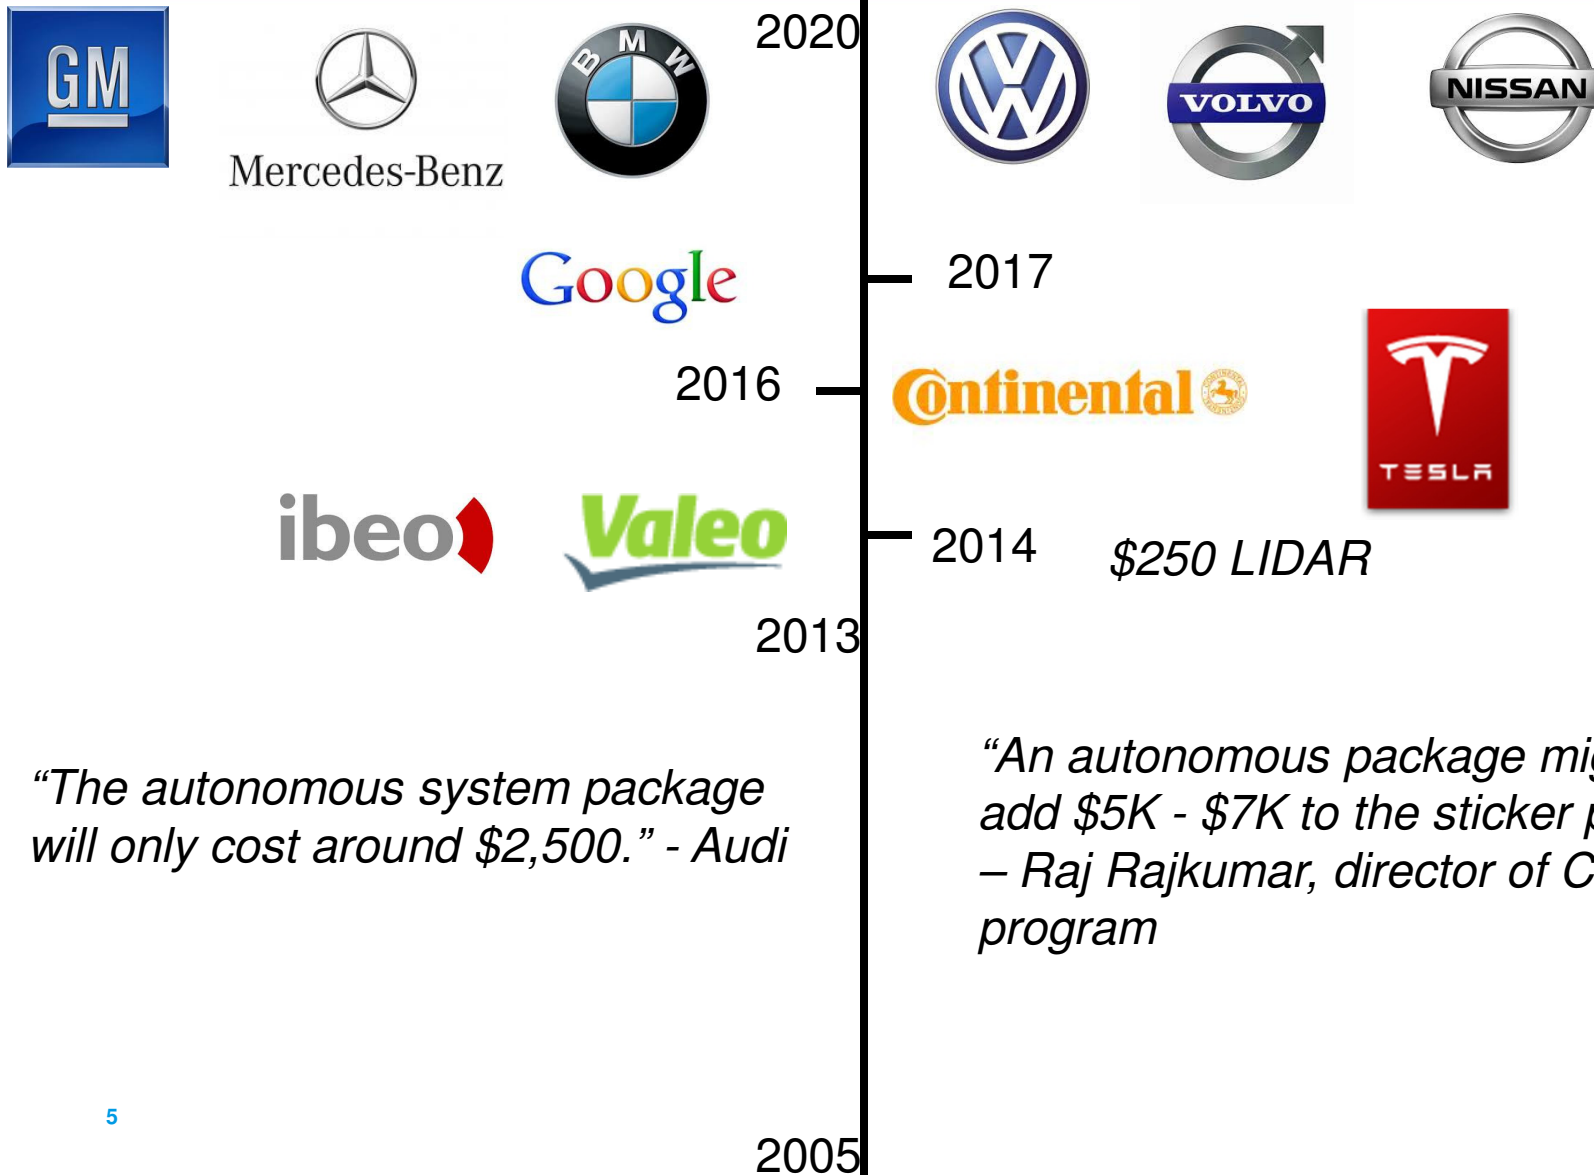 2020
GM
Mercedes-Benz
BMW
VOLVO
NISSAN
Google
2017
2016
Continental
TESLA
ibeo
Valeo
2014
$250 LIDAR
2013
“The autonomous system package
will only cost around $2,500.” - Audi
“An autonomous package
add $5K - $7K to the sticker
– Raj Rajkumar, director of
program
5
2005